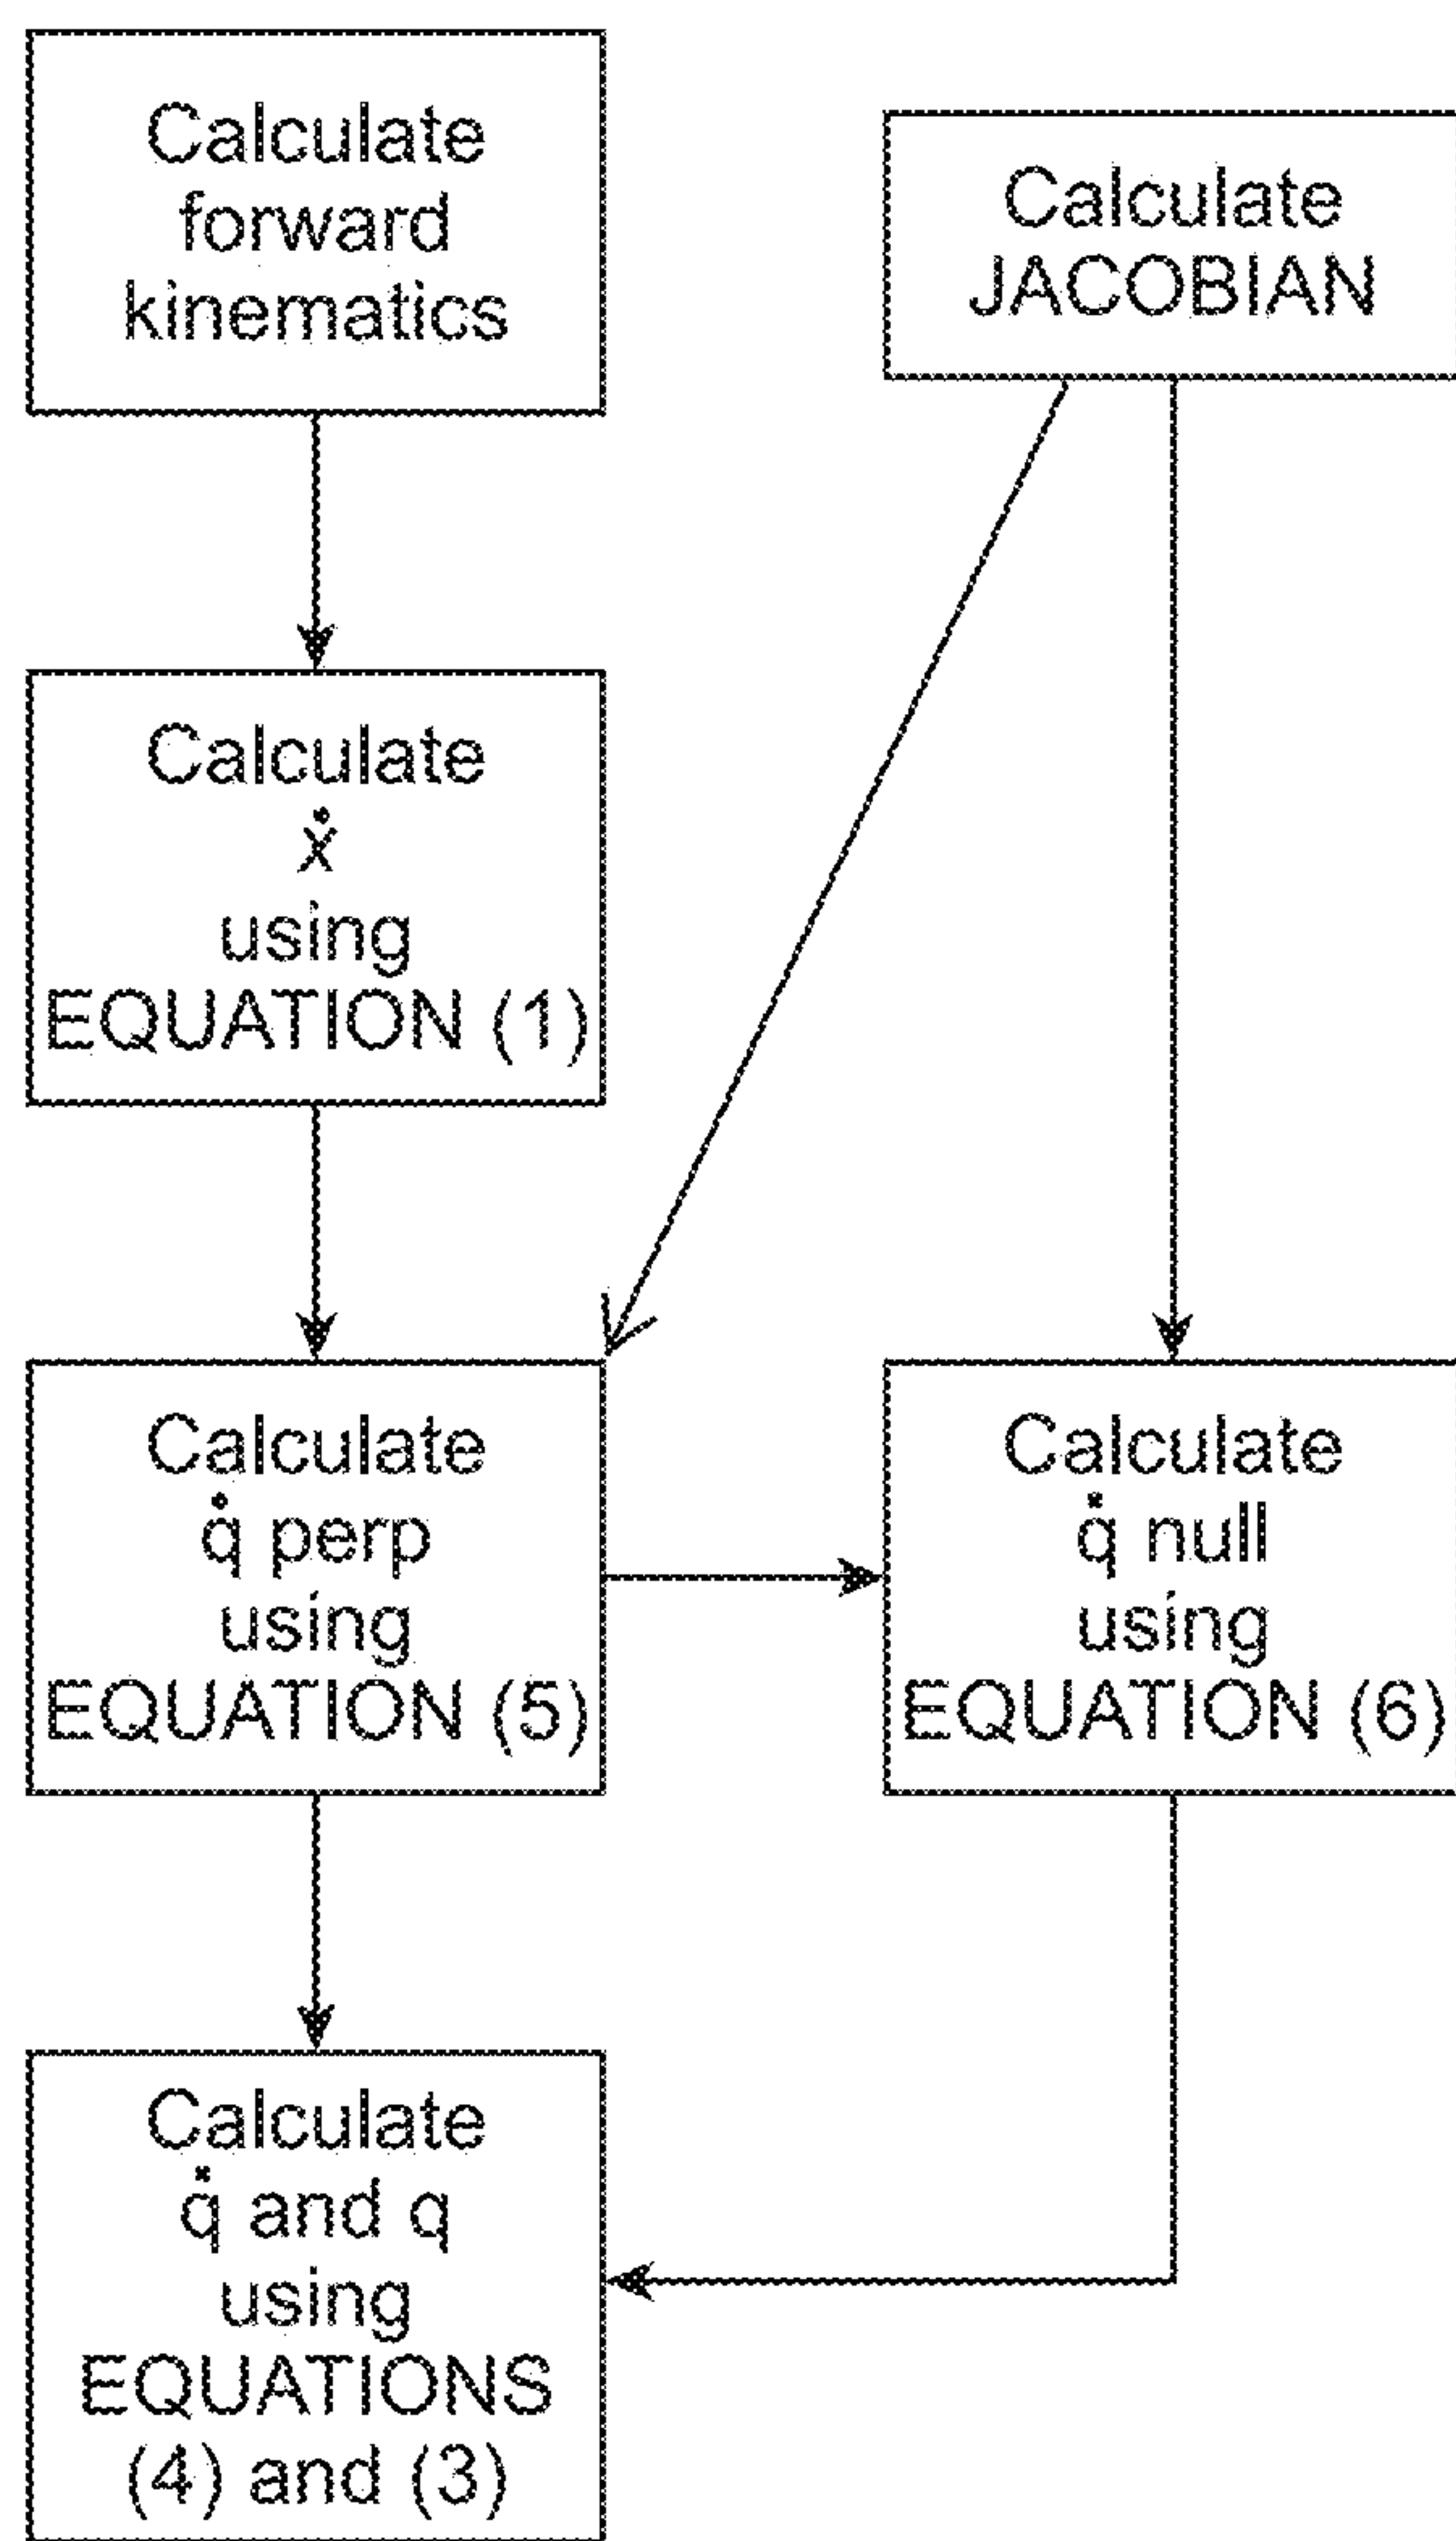 Calculate
forward
kinematics
Calculate
JACOBIAN
Calculate
ẋ
using
EQUATION (1)
Calculate
q̇ perp
using
EQUATION (5)
Calculate
q̇ null
using
EQUATION (6)
Calculate
q̇ and q
using
EQUATIONS
(4) and (3)